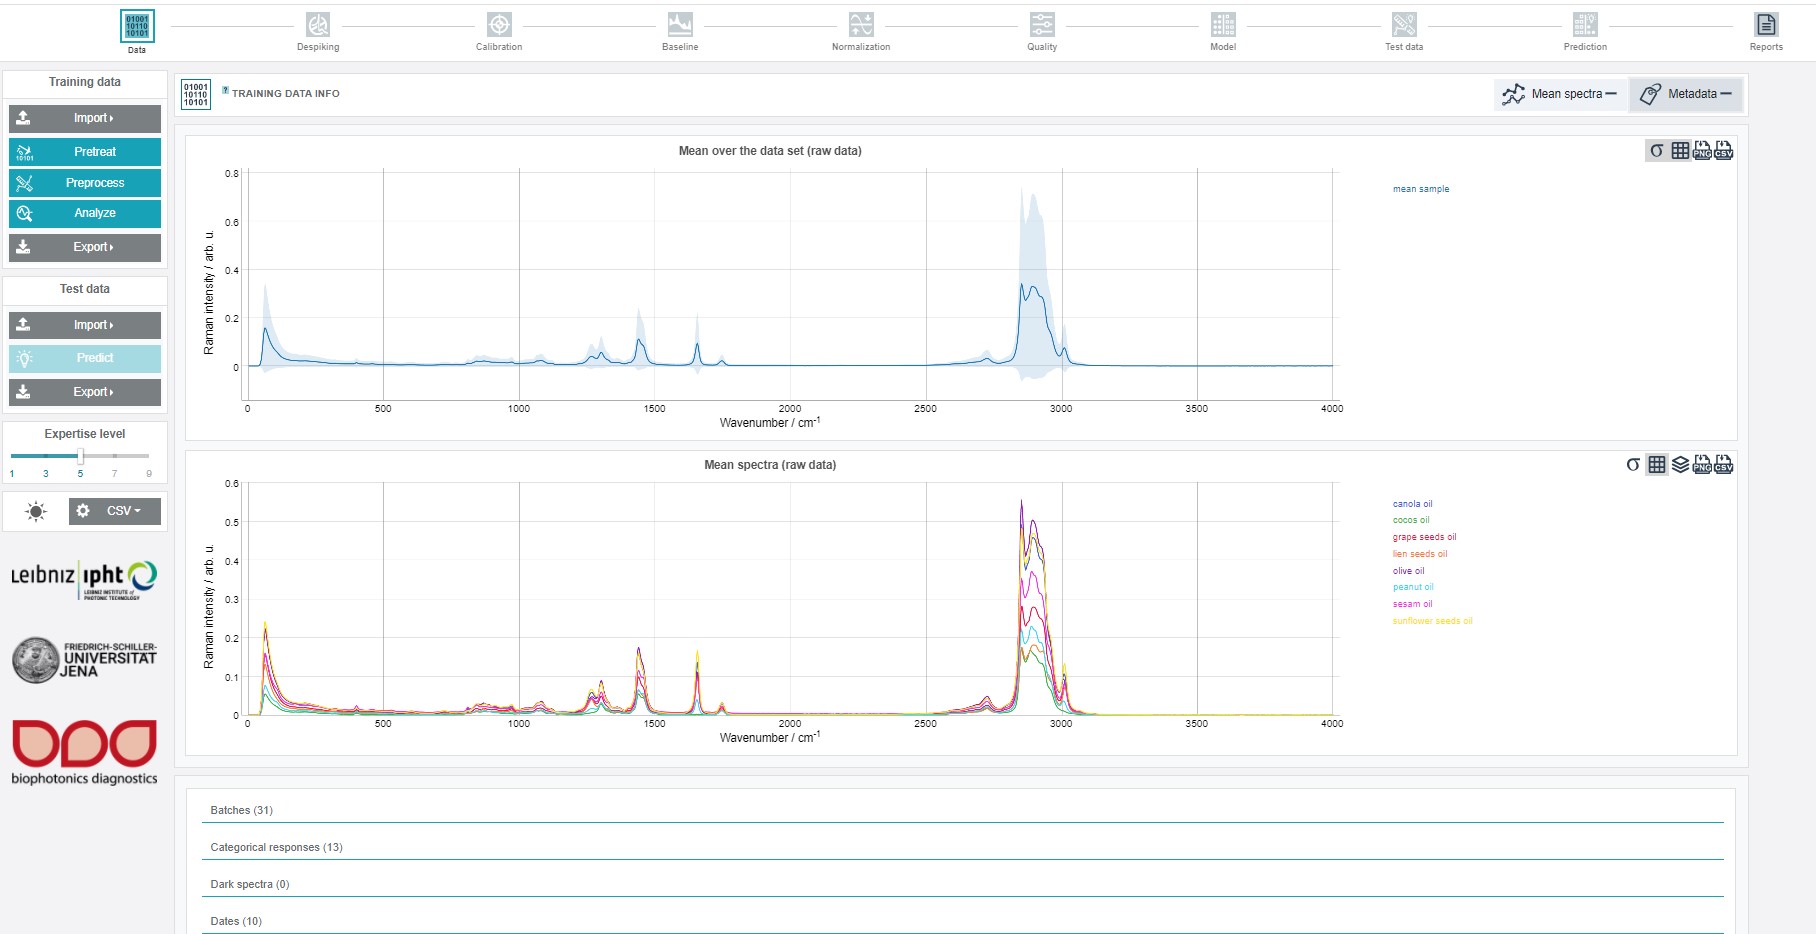 01001
10110
10101
Data
Despiking
Calibration
Baseline
Normalization
Quality
Model
Test data
Prediction
Reports
Training data
Import
10101
Pretreat
Preprocess
Analyze
Export
Test data
Import
Predict
Export
Expertise level
1 3 5 7 9
CSV
Leibniz ipht
LEIBNIZ INSTITUTE of
PHOTONIC TECHNOLOGY
FRIEDRICH-SCHILLER-
UNIVERSITÄT
JENA
biophotonics diagnostics
01001
10110
10101
? TRAINING DATA INFO
Mean spectra
Metadata
Mean over the data set (raw data)
σ PNG CSV
Raman intensity / arb. u.
0.8
0.6
0.4
0.2
0
0 500 1000 1500 2000 2500 3000 3500 4000
Wavenumber / cm-1
mean sample
Mean spectra (raw data)
σ PNG CSV
Raman intensity / arb. u.
0.6
0.5
0.4
0.3
0.2
0.1
0
0 500 1000 1500 2000 2500 3000 3500 4000
Wavenumber / cm-1
canola oil
cocos oil
grape seeds oil
lien seeds oil
olive oil
peanut oil
sesam oil
sunflower seeds oil
Batches (31)
Categorical responses (13)
Dark spectra (0)
Dates (10)